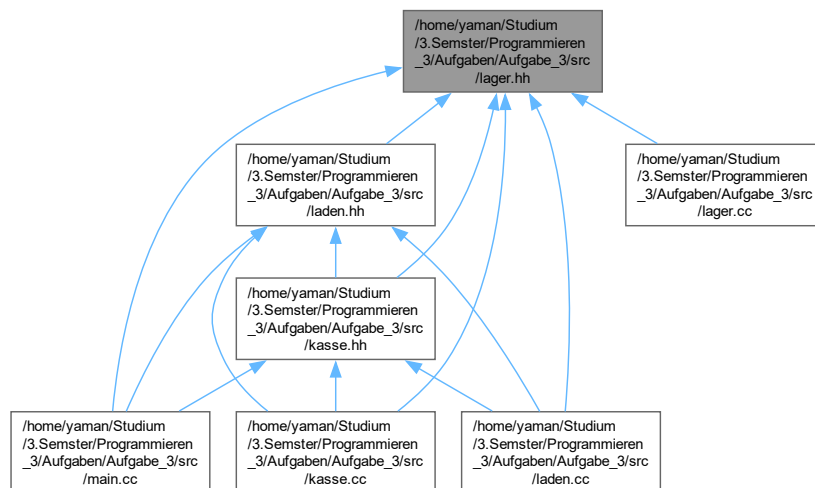 /home/yaman/Studium
/3.Semster/Programmieren
_3/Aufgaben/Aufgabe_3/src
/lager.hh
/home/yaman/Studium
/3.Semster/Programmieren
_3/Aufgaben/Aufgabe_3/src
/laden.hh
/home/yaman/Studium
/3.Semster/Programmieren
_3/Aufgaben/Aufgabe_3/src
/lager.cc
/home/yaman/Studium
/3.Semster/Programmieren
_3/Aufgaben/Aufgabe_3/src
/kasse.hh
/home/yaman/Studium
/3.Semster/Programmieren
_3/Aufgaben/Aufgabe_3/src
/main.cc
/home/yaman/Studium
/3.Semster/Programmieren
_3/Aufgaben/Aufgabe_3/src
/kasse.cc
/home/yaman/Studium
/3.Semster/Programmieren
_3/Aufgaben/Aufgabe_3/src
/laden.cc